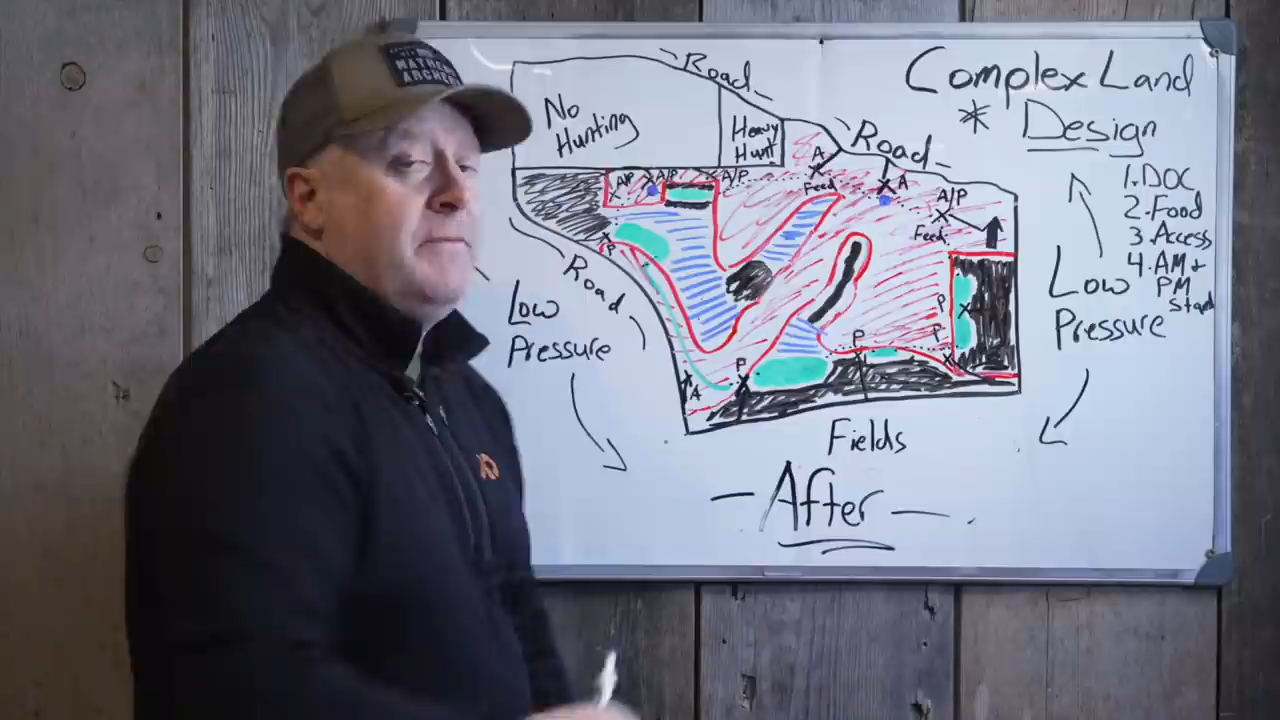 MATHEWS
ARCHERY
Road
Complex Land
* Design
No
Hunting
Heavy
Hunt
Road
A
A/P
A/P
A/P
Feed
A
A/P
Feed
1. DOC
2. Food
3. Access
4. AM +
PM
Stand
P
Road
Low
Pressure
Low
Pressure
P
P
P
P
A
Fields
- After -